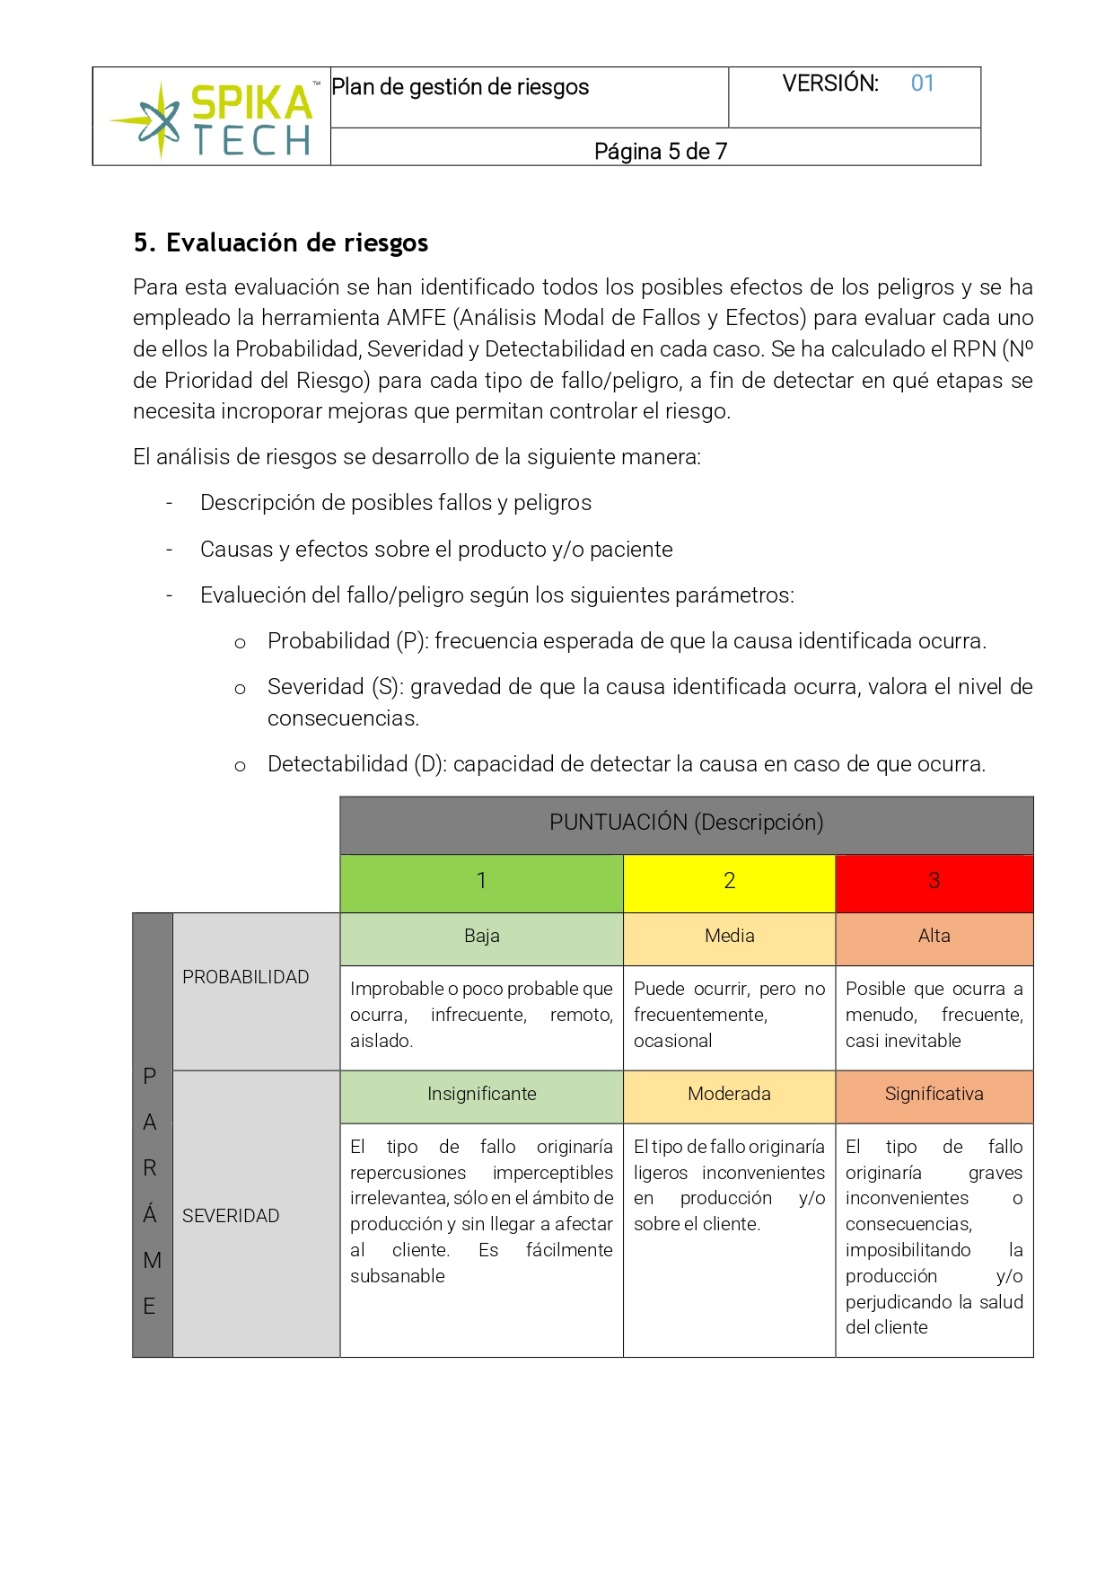 SPIKA™
TECH
Plan de gestión de riesgos
VERSIÓN: 01
Página 5 de 7
5. Evaluación de riesgos
Para esta evaluación se han identificado todos los posibles efectos de los peligros y se ha
empleado la herramienta AMFE (Análisis Modal de Fallos y Efectos) para evaluar cada uno
de ellos la Probabilidad, Severidad y Detectabilidad en cada caso. Se ha calculado el RPN (Nº
de Prioridad del Riesgo) para cada tipo de fallo/peligro, a fin de detectar en qué etapas se
necesita incroporar mejoras que permitan controlar el riesgo.
El análisis de riesgos se desarrollo de la siguiente manera:
- Descripción de posibles fallos y peligros
- Causas y efectos sobre el producto y/o paciente
- Evalueción del fallo/peligro según los siguientes parámetros:
o Probabilidad (P): frecuencia esperada de que la causa identificada ocurra.
o Severidad (S): gravedad de que la causa identificada ocurra, valora el nivel de
consecuencias.
o Detectabilidad (D): capacidad de detectar la causa en caso de que ocurra.
PUNTUACIÓN (Descripción)
1
2
3
P
A
R
Á
M
E
PROBABILIDAD
Baja
Media
Alta
Improbable o poco probable que
ocurra, infrecuente, remoto,
aislado.
Puede ocurrir, pero no
frecuentemente,
ocasional
Posible que ocurra a
menudo, frecuente,
casi inevitable
SEVERIDAD
Insignificante
Moderada
Significativa
El tipo de fallo originaría
repercusiones imperceptibles
irrelevantea, sólo en el ámbito de
producción y sin llegar a afectar
al cliente. Es fácilmente
subsanable
El tipo de fallo originaría
ligeros inconvenientes
en producción y/o
sobre el cliente.
El tipo de fallo
originaría graves
inconvenientes o
consecuencias,
imposibilitando la
producción y/o
perjudicando la salud
del cliente